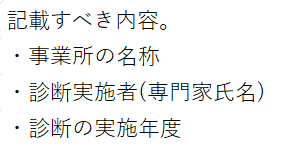 記載すべき内容。
・事業所の名称
・診断実施者(専門家氏名)
・診断の実施年度